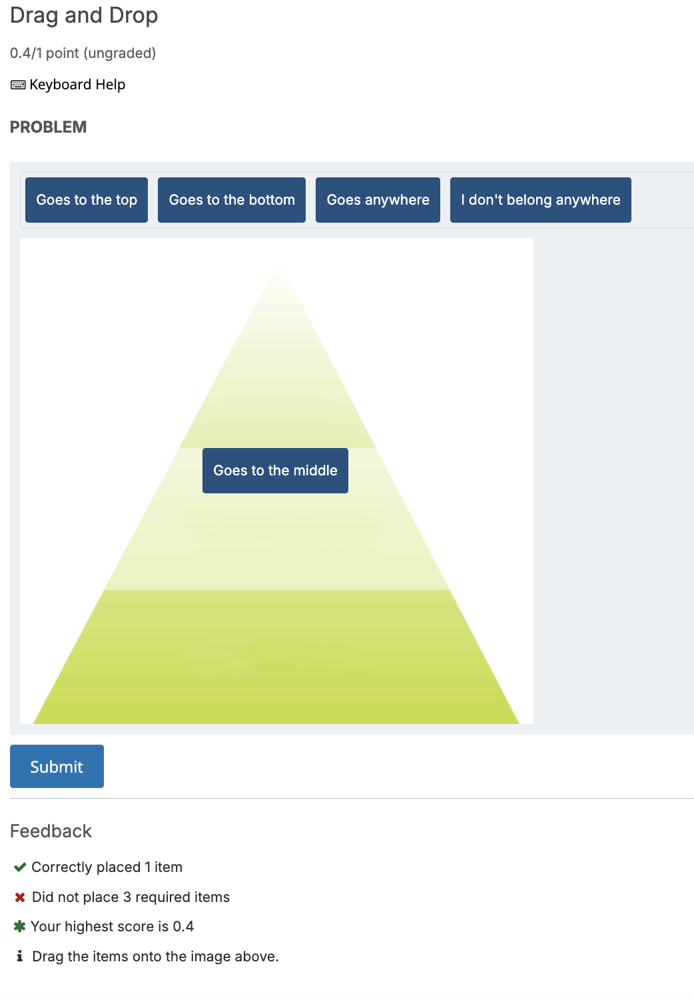 Drag and Drop
0.4/1 point (ungraded)
Keyboard Help
PROBLEM
Goes to the top
Goes to the bottom
Goes anywhere
I don't belong anywhere
Goes to the middle
Submit
Feedback
Correctly placed 1 item
Did not place 3 required items
Your highest score is 0.4
Drag the items onto the image above.